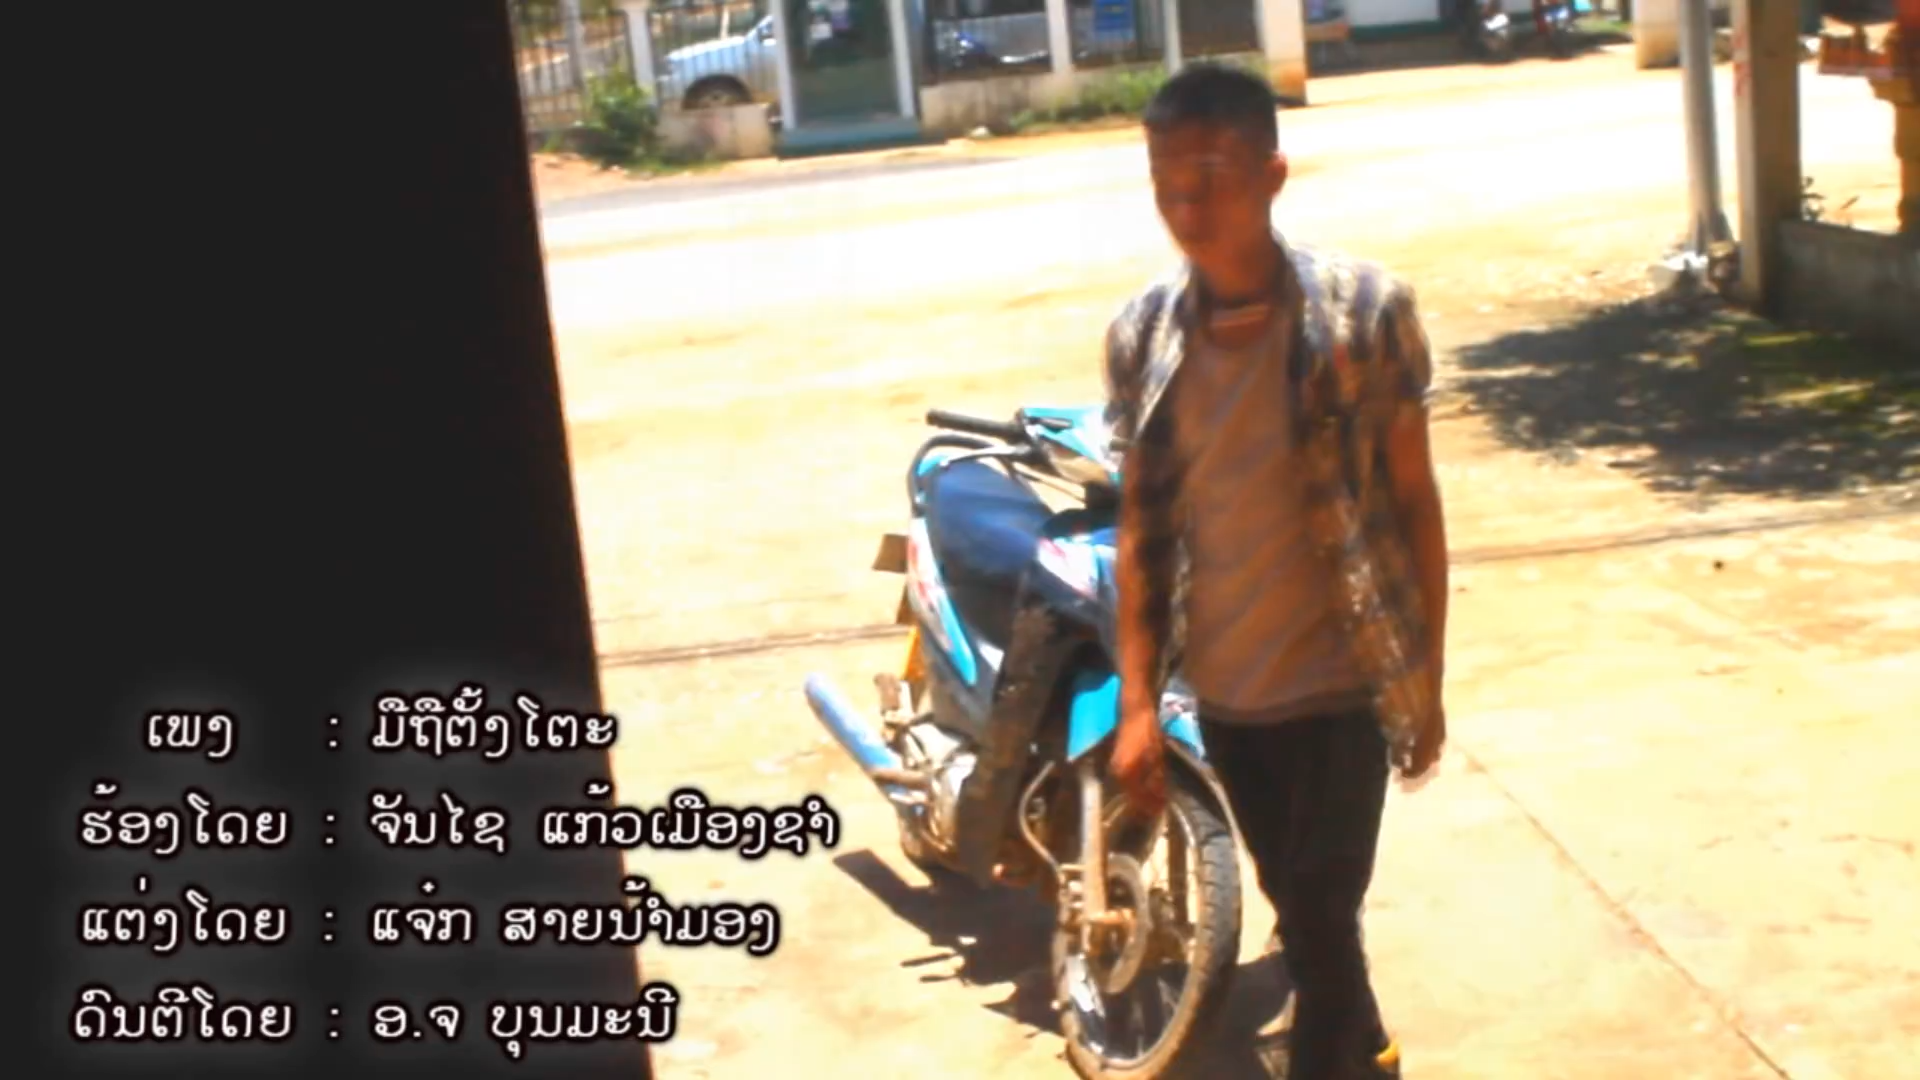 ເພງ : ມືຖືຕັ້ງໂຕະ
ຮ້ອງໂດຍ : ຈັນໄຊ ແກ້ວເມືອງຊຳ
ແຕ່ງໂດຍ : ແຈ໋ກ ສາຍນ້ຳມອງ
ດົນຕີໂດຍ : ອ.ຈ ບຸນມະນີ